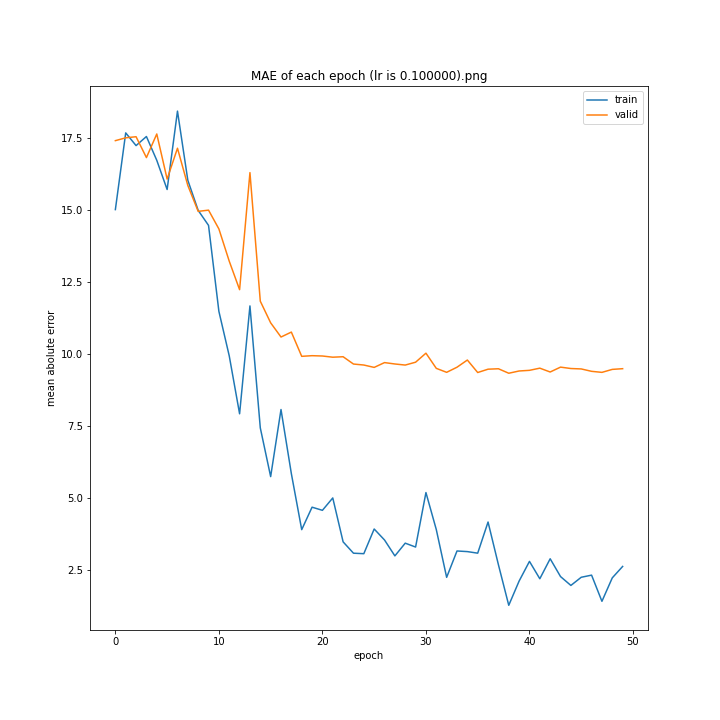 MAE of each epoch (lr is 0.100000).png
train
valid
17.5
15.0
12.5
10.0
7.5
5.0
2.5
mean abolute error
0 10 20 30 40 50
epoch